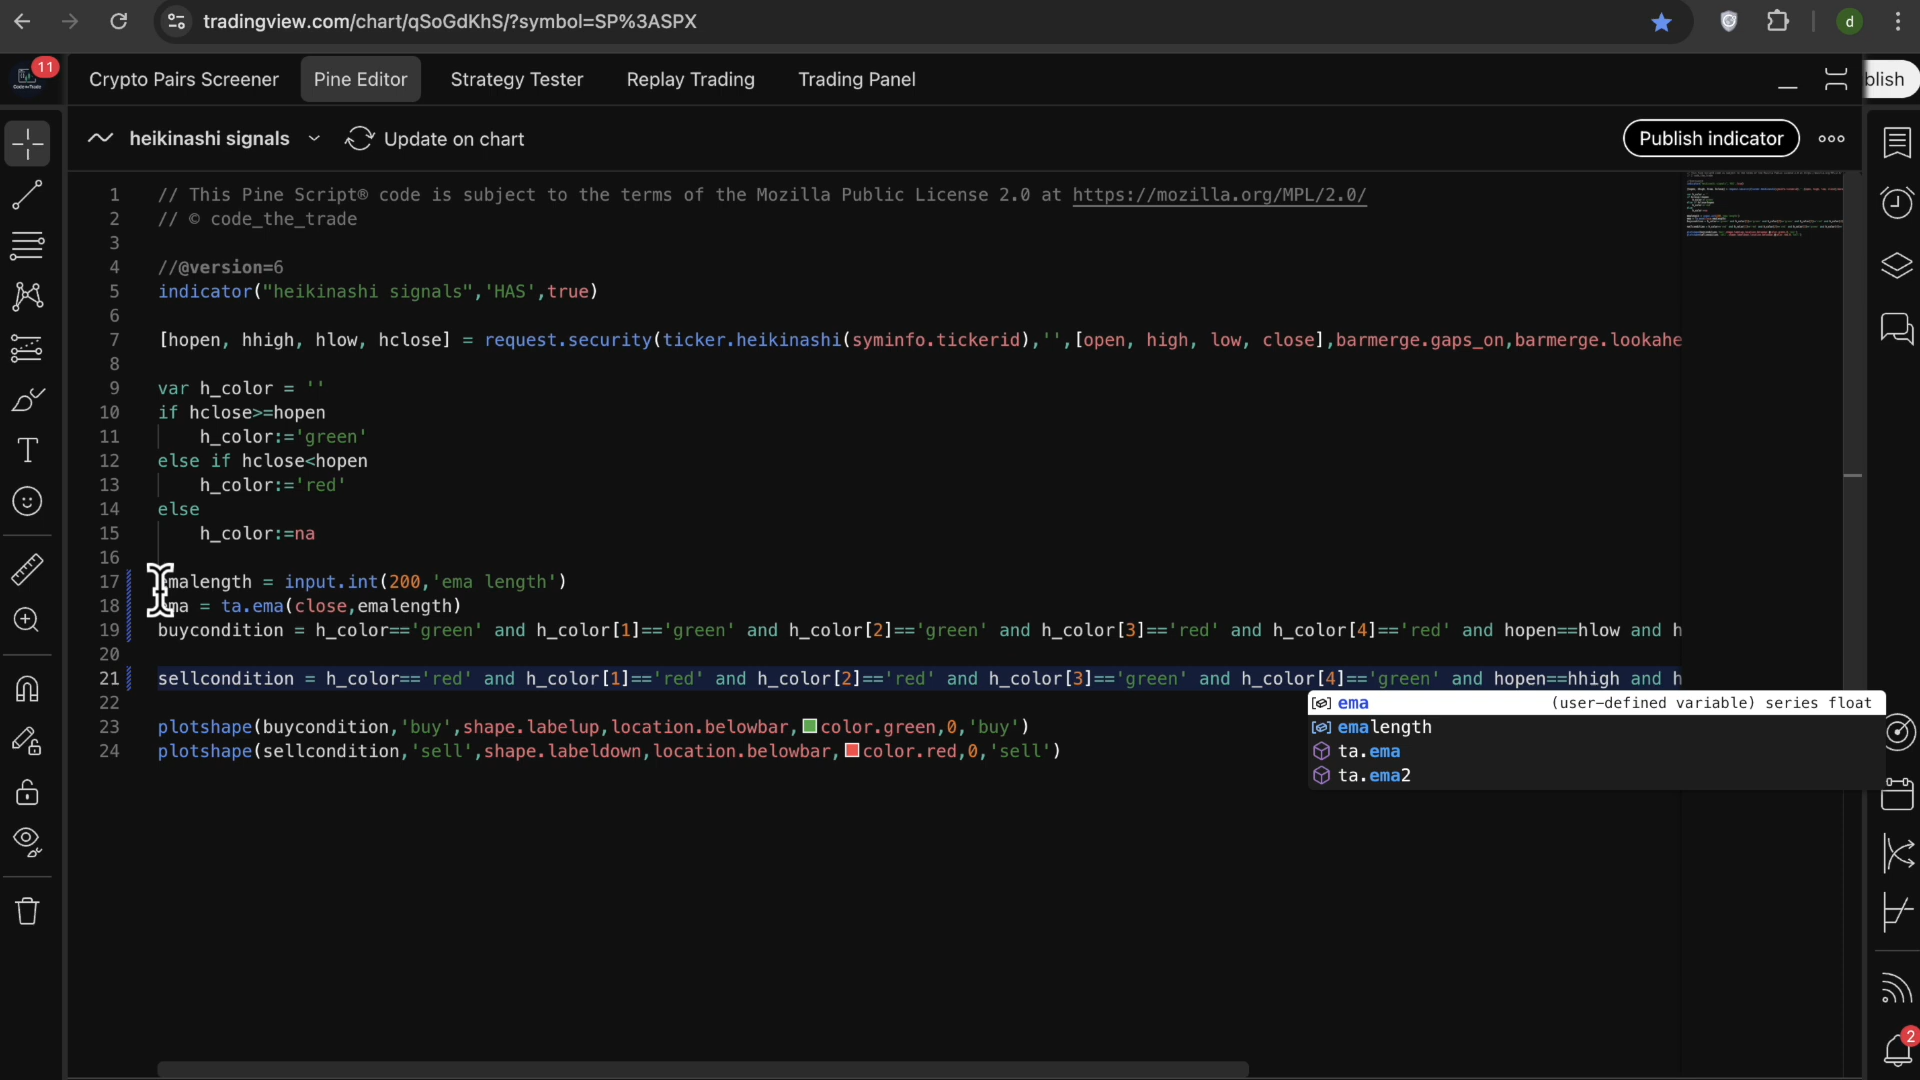 tradingview.com/chart/qSoGdKhS/?symbol=SP%3ASPX
d
11
Crypto Pairs Screener
Pine Editor
Strategy Tester
Replay Trading
Trading Panel
blish
heikinashi signals
Update on chart
Publish indicator
1 // This Pine Script® code is subject to the terms of the Mozilla Public License 2.0 at https://mozilla.org/MPL/2.0/
2 // © code_the_trade
3
4 //@version=6
5 indicator("heikinashi signals",'HAS',true)
6
7 [hopen, hhigh, hlow, hclose] = request.security(ticker.heikinashi(syminfo.tickerid),'',[open, high, low, close],barmerge.gaps_on,barmerge.lookahe
8
9 var h_color = ''
10 if hclose>=hopen
11 h_color:='green'
12 else if hclose<hopen
13 h_color:='red'
14 else
15 h_color:=na
16
17 malength = input.int(200,'ema length')
18 ma = ta.ema(close,emalength)
19 buycondition = h_color=='green' and h_color[1]=='green' and h_color[2]=='green' and h_color[3]=='red' and h_color[4]=='red' and hopen==hlow and h
20
21 sellcondition = h_color=='red' and h_color[1]=='red' and h_color[2]=='red' and h_color[3]=='green' and h_color[4]=='green' and hopen==hhigh and h
22
23 plotshape(buycondition,'buy',shape.labelup,location.belowbar,color.green,0,'buy')
24 plotshape(sellcondition,'sell',shape.labeldown,location.belowbar,color.red,0,'sell')
ema (user-defined variable) series float
emalength
ta.ema
ta.ema2
2